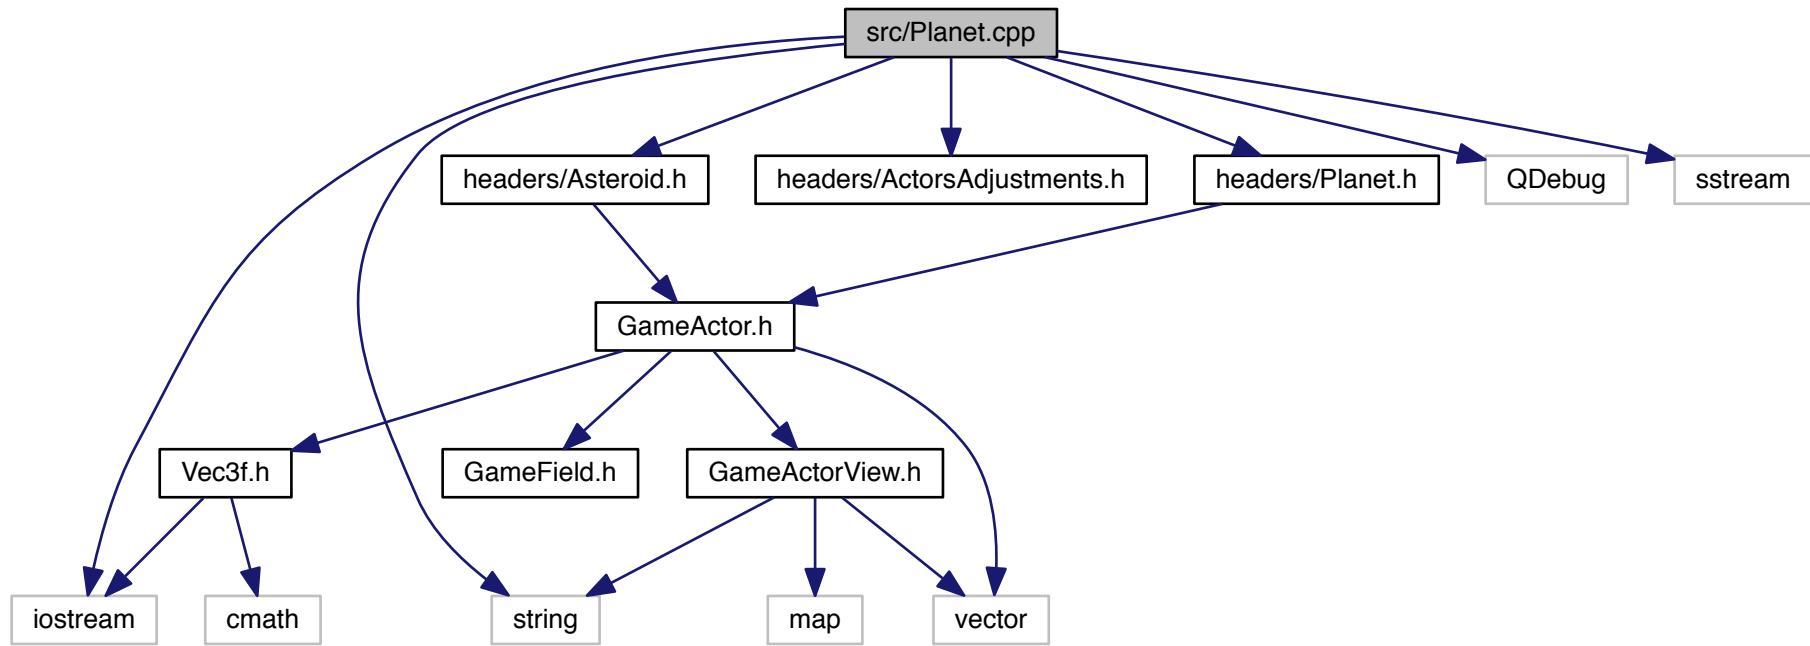 src/Planet.cpp
headers/Asteroid.h
headers/ActorsAdjustments.h
headers/Planet.h
QDebug
sstream
GameActor.h
Vec3f.h
GameField.h
GameActorView.h
iostream
cmath
string
map
vector